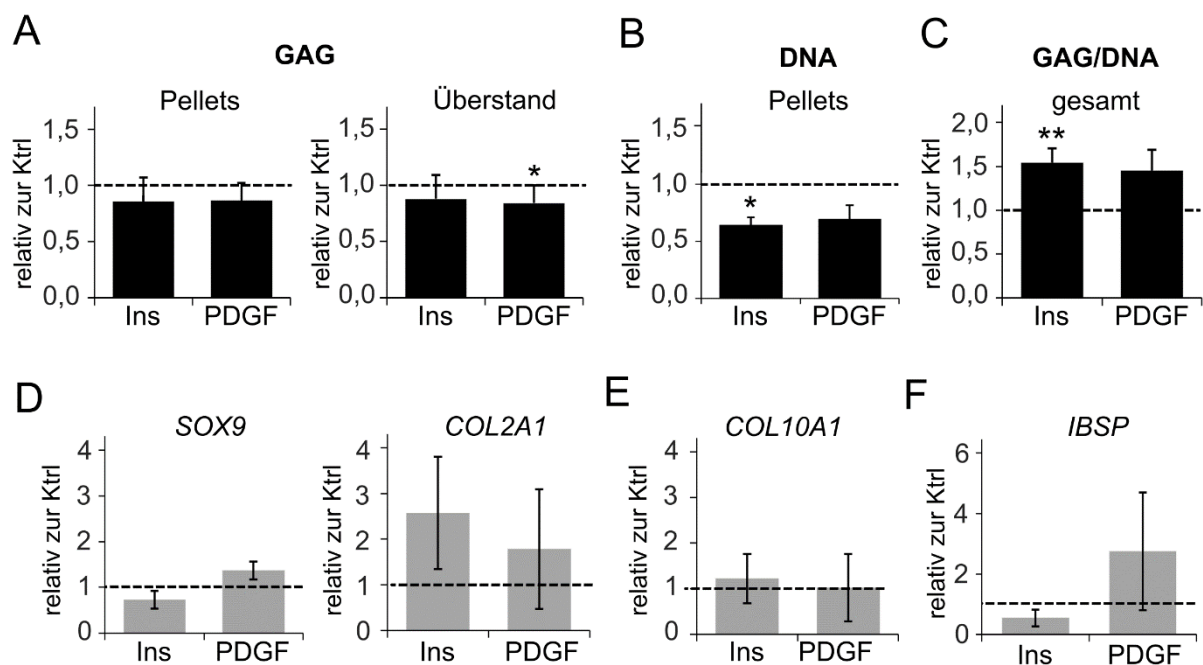 A
GAG
Pellets
Überstand
relativ zur Ktrl
1,5
1,0
0,5
0,0
Ins
PDGF
relativ zur Ktrl
1,5
1,0
0,5
0,0
*
Ins
PDGF
B
DNA
Pellets
relativ zur Ktrl
1,5
1,0
0,5
0,0
*
Ins
PDGF
C
GAG/DNA
gesamt
relativ zur Ktrl
2,0
1,5
1,0
0,5
0,0
**
Ins
PDGF
D
SOX9
relativ zur Ktrl
4
3
2
1
0
Ins
PDGF
COL2A1
relativ zur Ktrl
4
3
2
1
0
Ins
PDGF
E
COL10A1
relativ zur Ktrl
4
3
2
1
0
Ins
PDGF
F
IBSP
relativ zur Ktrl
6
4
2
0
Ins
PDGF